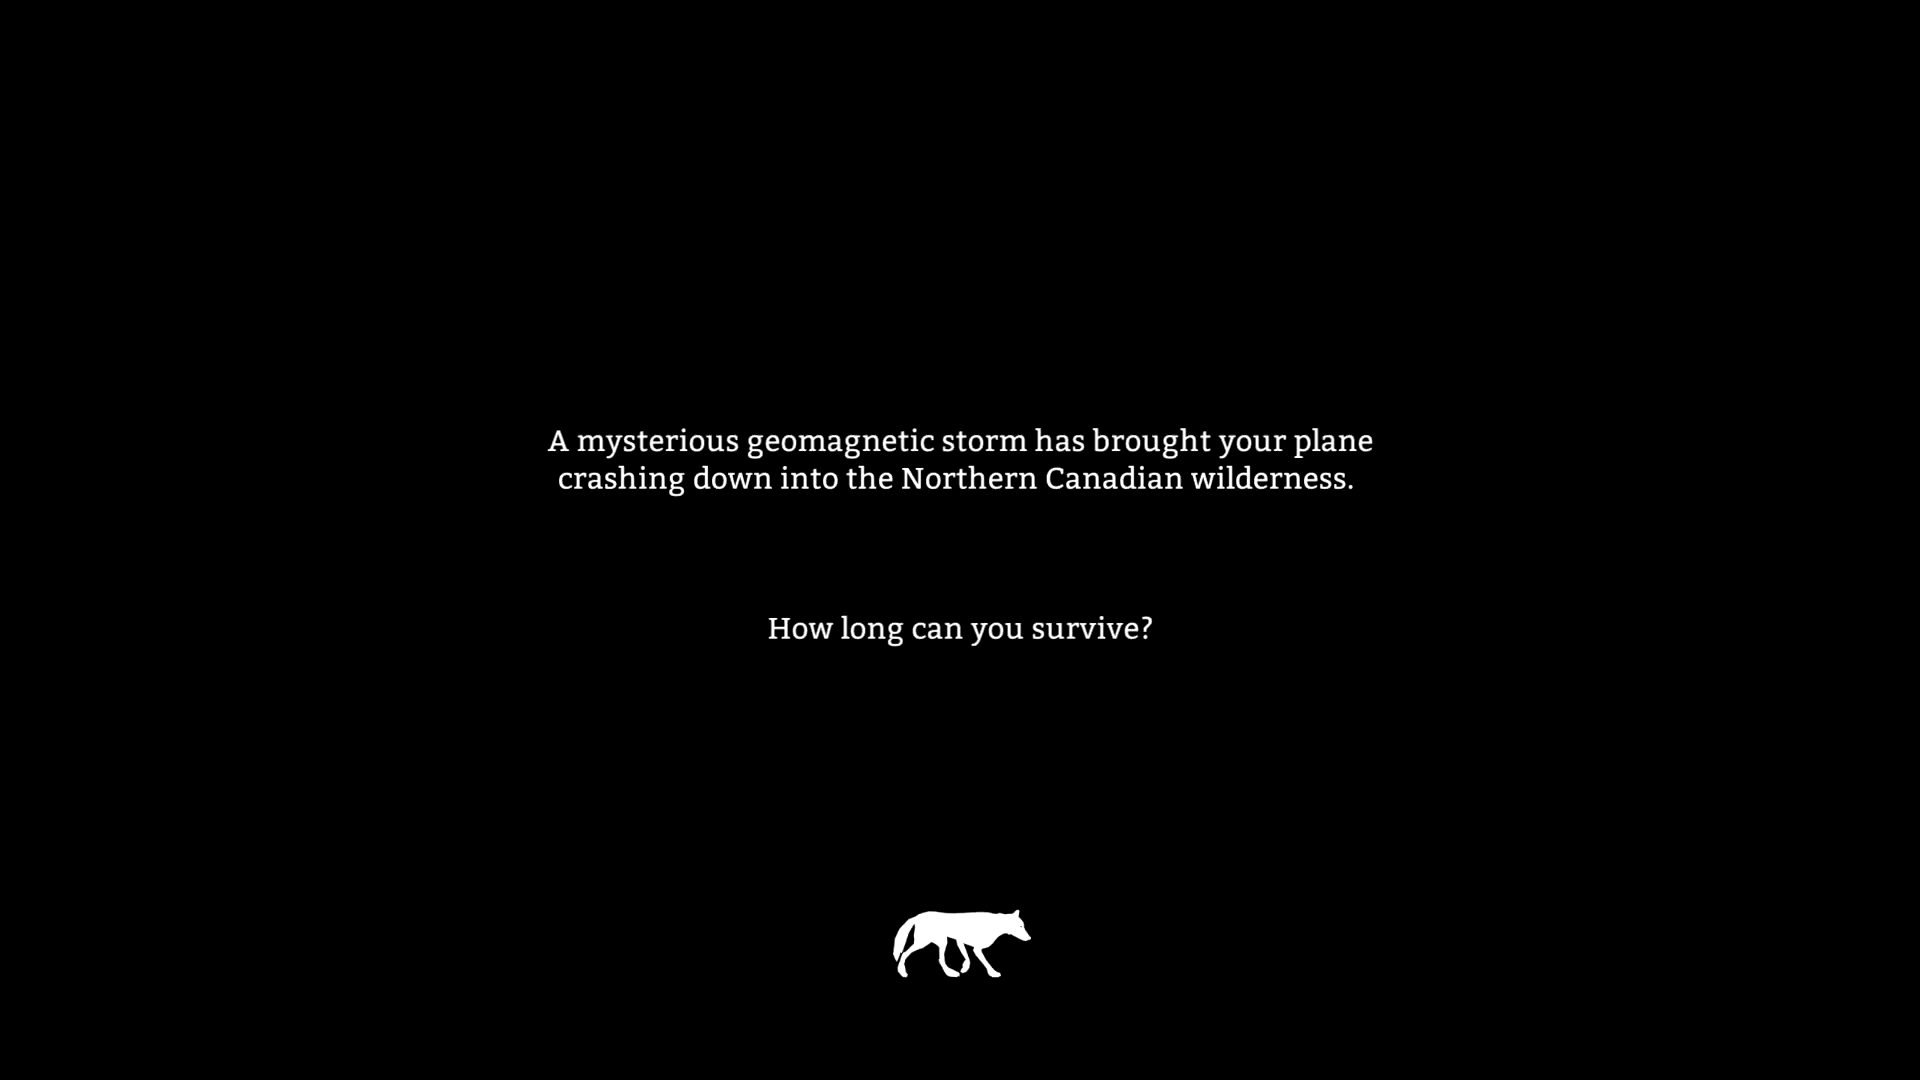 A mysterious geomagnetic storm has brought your plane
crashing down into the Northern Canadian wilderness.
How long can you survive?